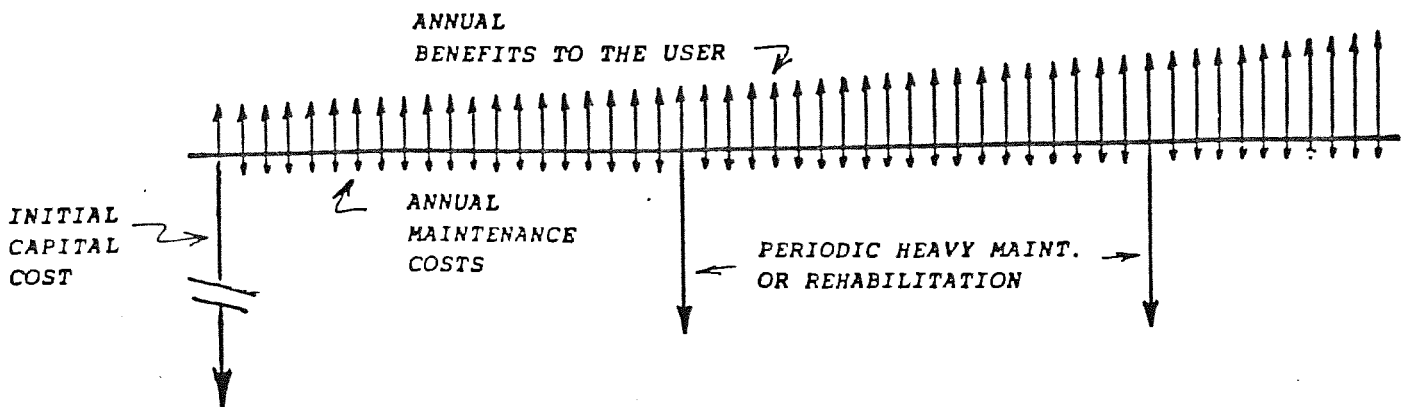 ANNUAL
BENEFITS TO THE USER
INITIAL
CAPITAL
COST
ANNUAL
MAINTENANCE
COSTS
PERIODIC HEAVY MAINT.
OR REHABILITATION